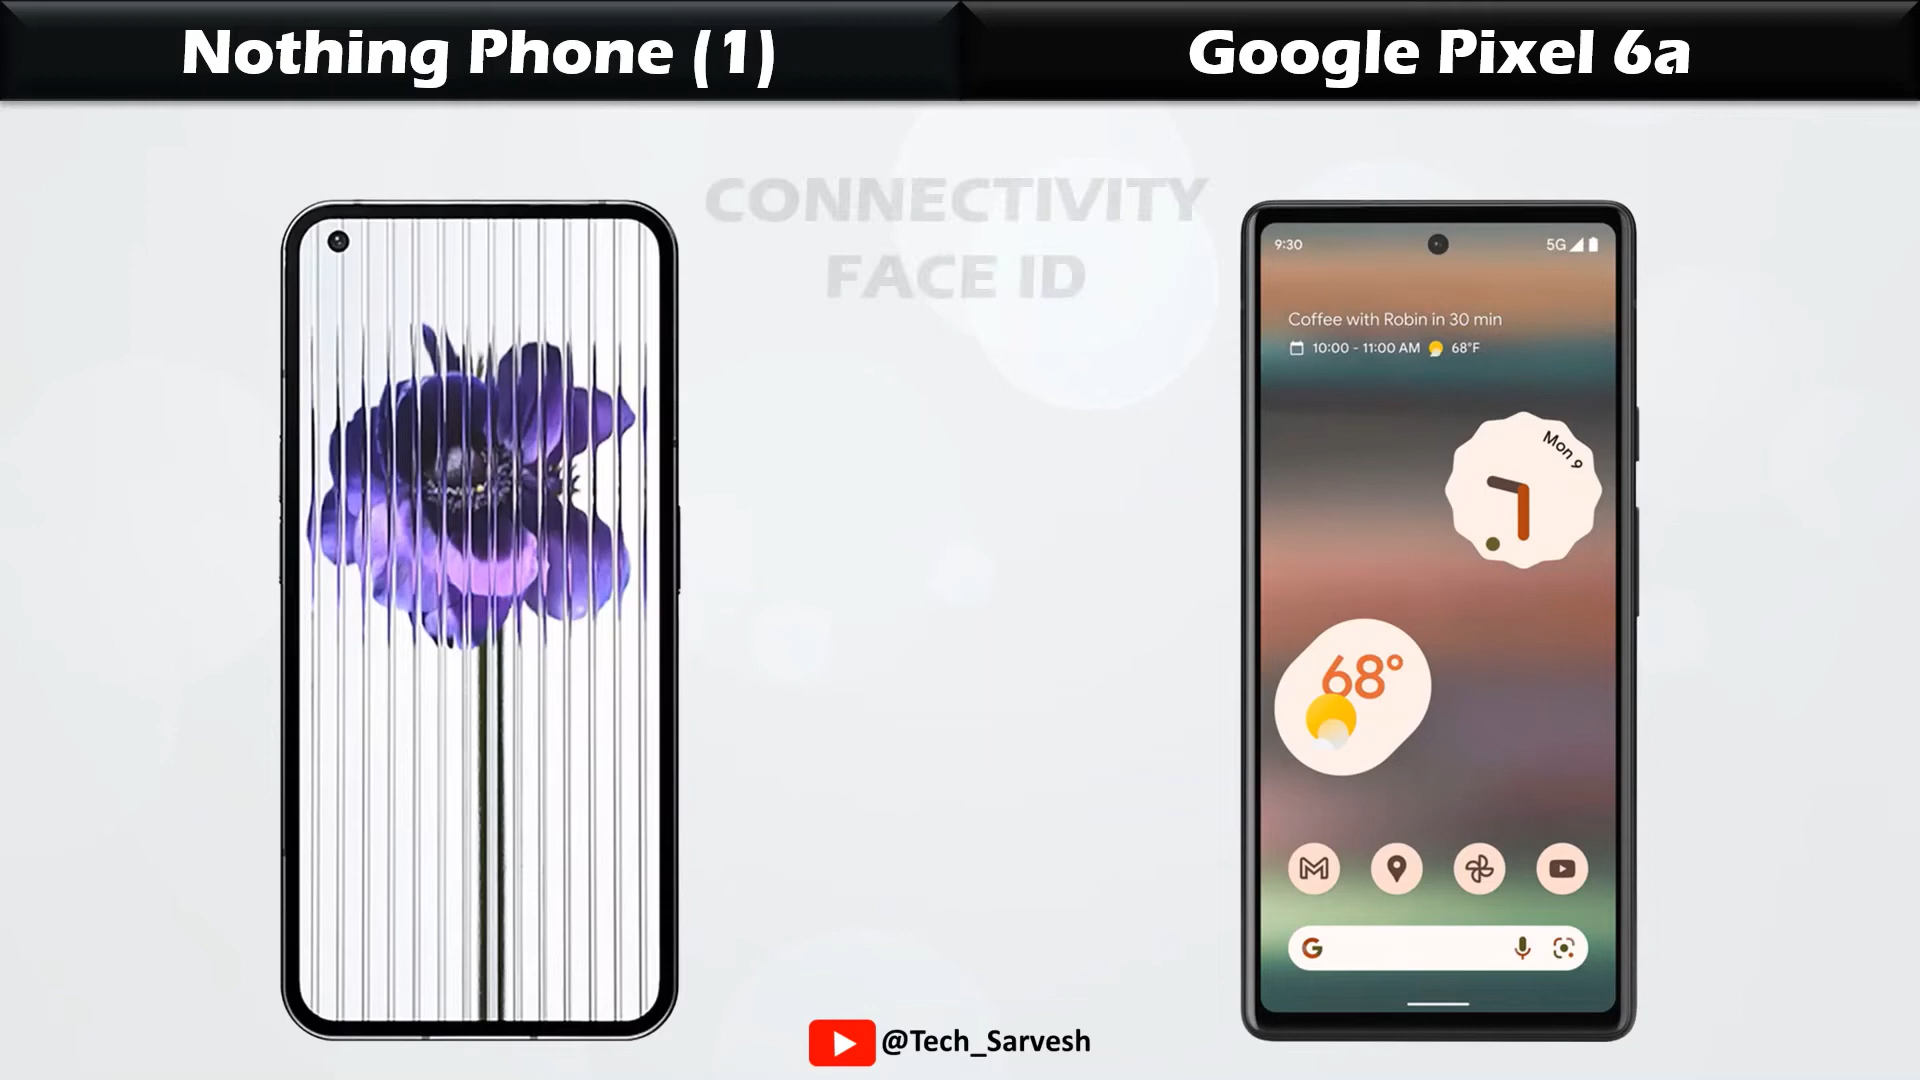 Nothing Phone (1)
Google Pixel 6a
CONNECTIVITY
FACE ID
9:30
5G
Coffee with Robin in 30 min
10:00 - 11:00 AM 68°F
Mon 9
68°
G
@Tech_Sarvesh